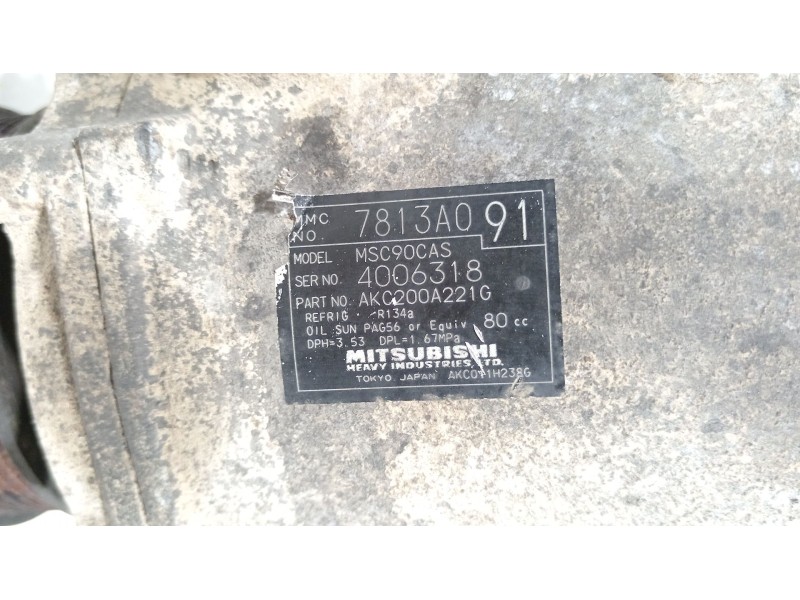 MMC NO. 7813A091
MODEL MSC90CAS
SER NO. 4006318
PART NO. AKC200A221G
REFRIG · R134a
OIL SUN PAG56 or Equiv 80 cc
DPH=3.53 DPL=1.67MPa
MITSUBISHI
HEAVY INDUSTRIES, LTD.
TOKYO JAPAN AKC011H238G